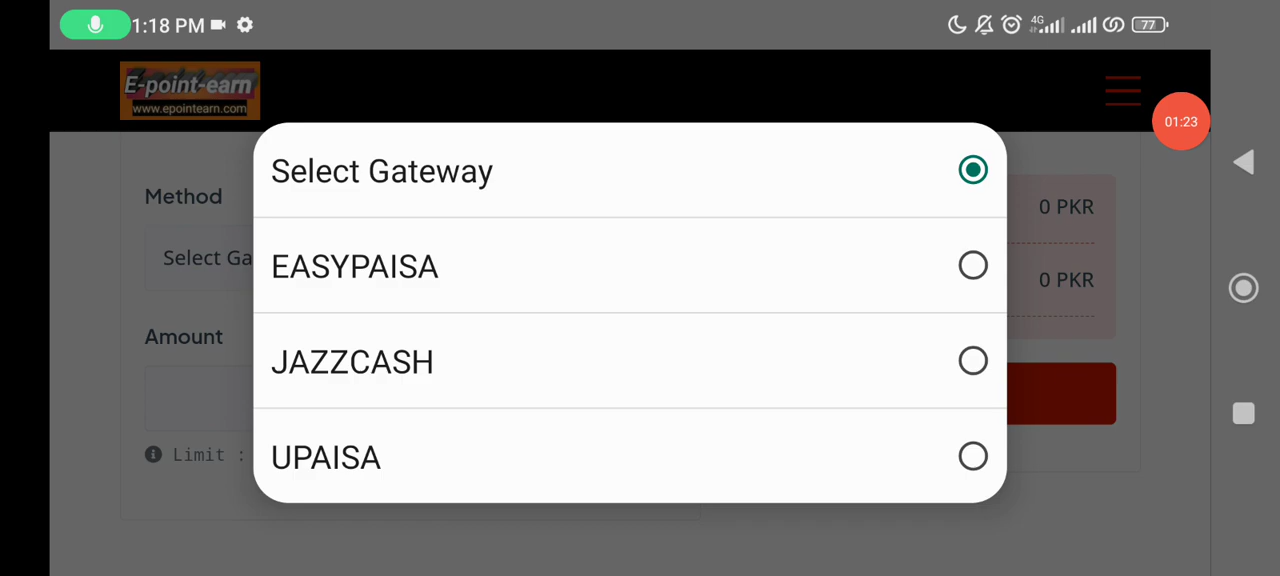 1:18 PM
4G
77
E-point-earn
www.epointearn.com
01:23
Select Gateway
Method
0 PKR
Select Ga
EASYPAISA
0 PKR
Amount
JAZZCASH
Limit :
UPAISA